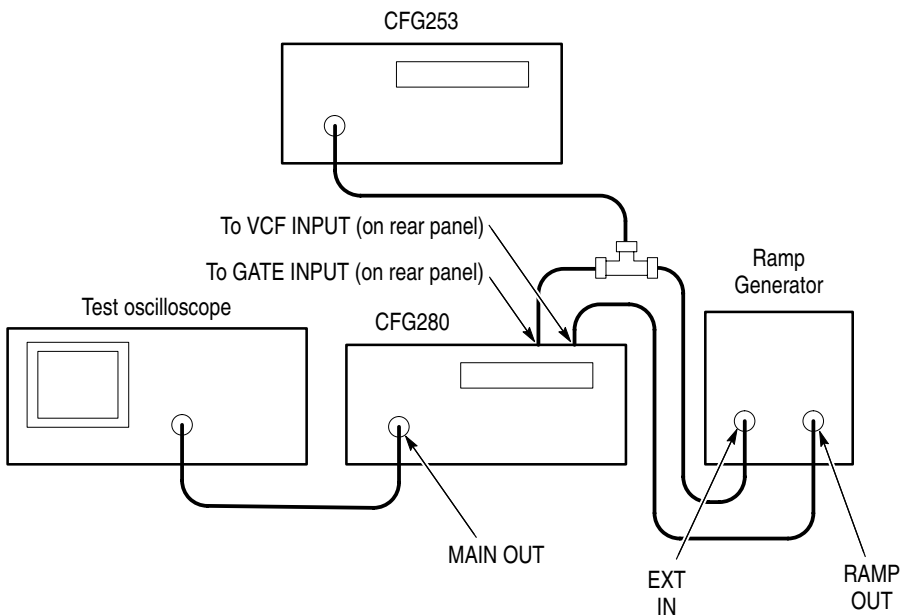 CFG253
To VCF INPUT (on rear panel)
To GATE INPUT (on rear panel)
Ramp
Generator
Test oscilloscope
CFG280
MAIN OUT
EXT
IN
RAMP
OUT